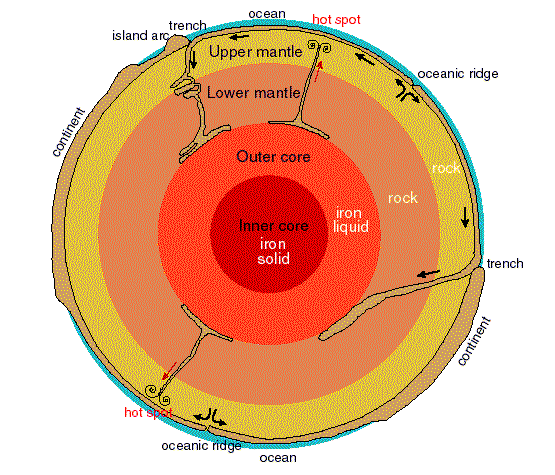 ocean
hot spot
trench
island arc
Upper mantle
oceanic ridge
Lower mantle
continent
Outer core
rock
rock
iron
liquid
Inner core
iron
solid
trench
continent
hot spot
oceanic ridge
ocean